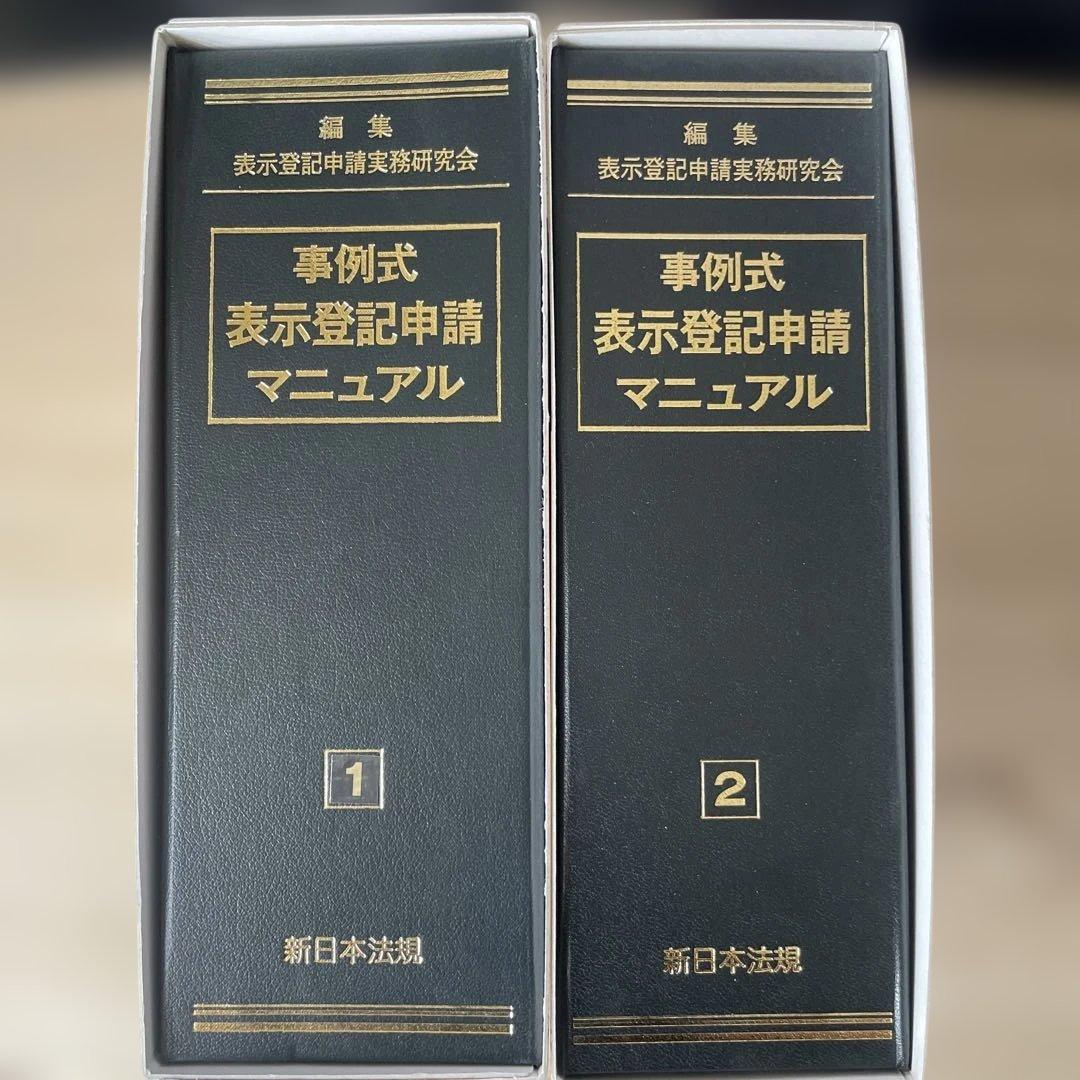 編集
表示登記申請実務研究会
事例式
表示登記申請
マニュアル
1
新日本法規
編集
表示登記申請実務研究会
事例式
表示登記申請
マニュアル
2
新日本法規